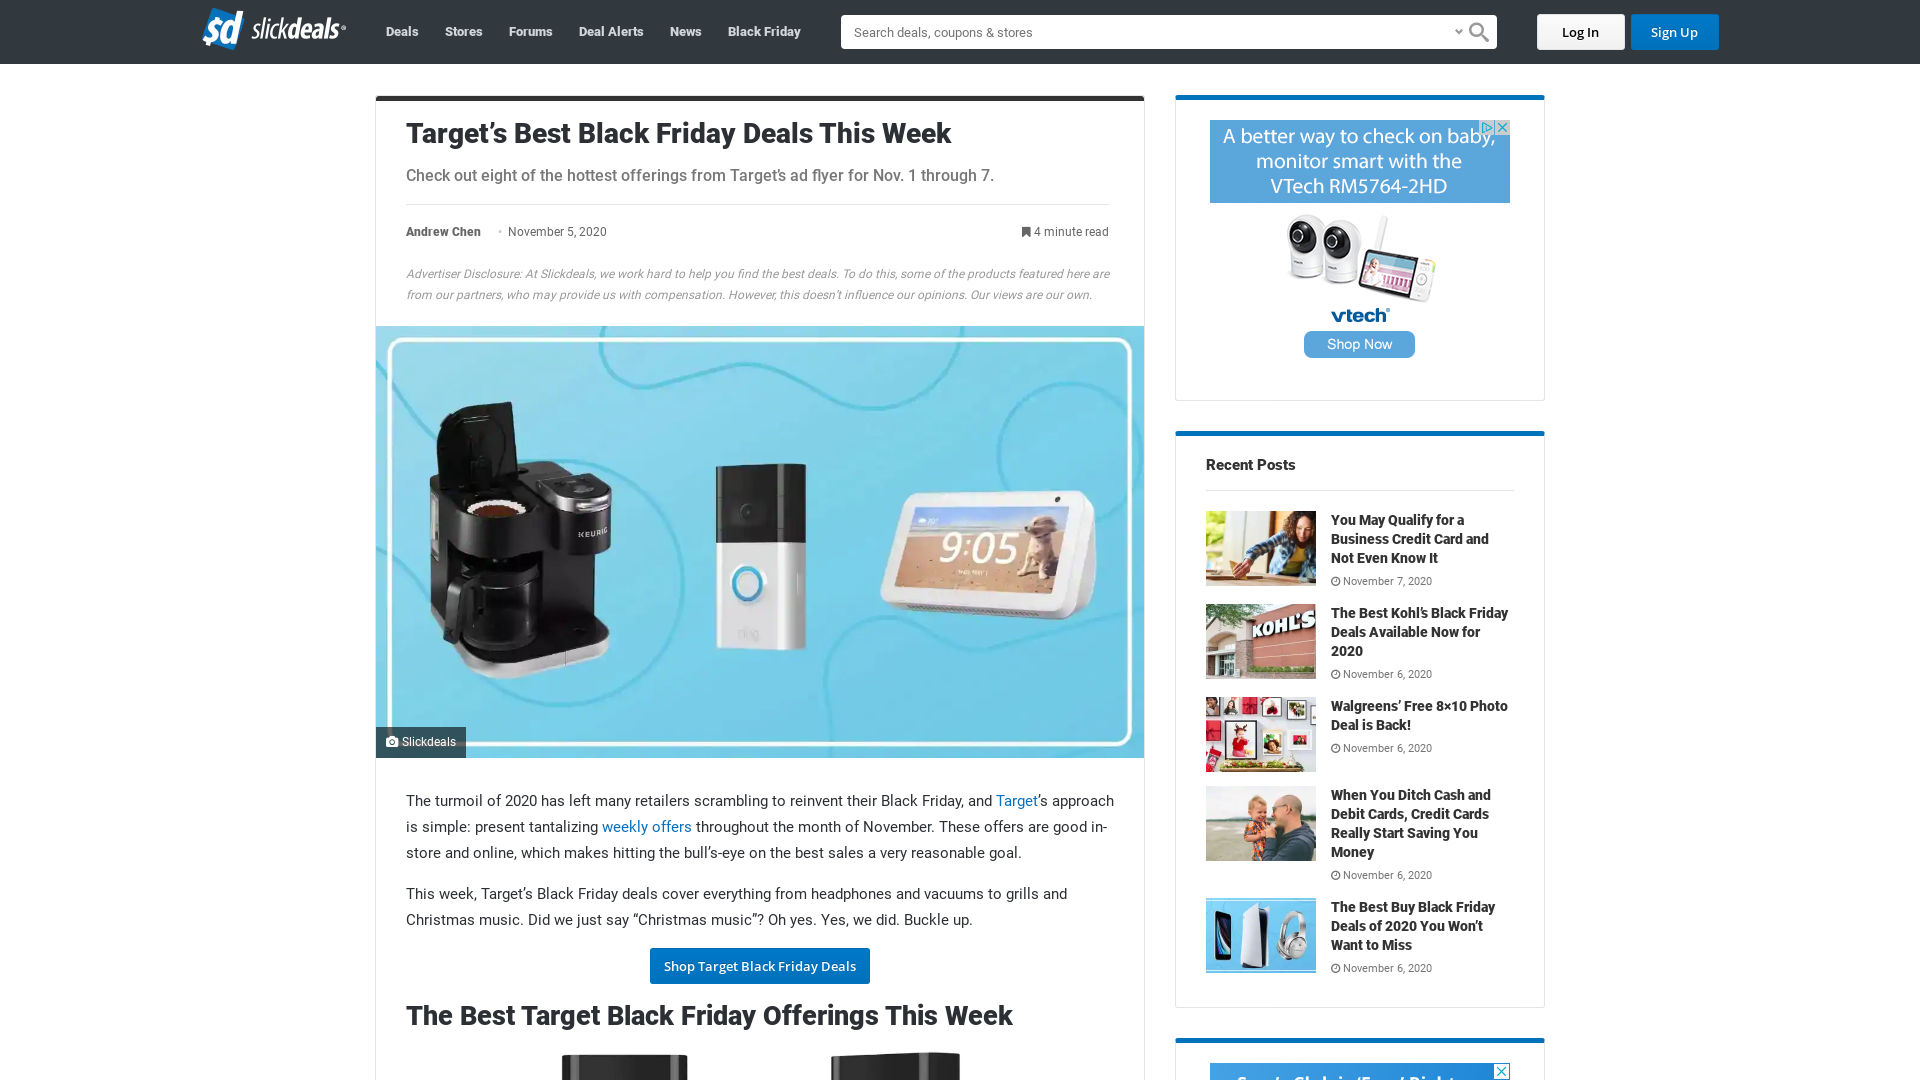 sd slickdeals
Deals
Stores
Forums
Deal Alerts
News
Black Friday
Search deals, coupons & stores
Log In
Sign Up
Target’s Best Black Friday Deals This Week
Check out eight of the hottest offerings from Target’s ad flyer for Nov. 1 through 7.
Andrew Chen • November 5, 2020
4 minute read
Advertiser Disclosure: At Slickdeals, we work hard to help you find the best deals. To do this, some of the products featured here are
from our partners, who may provide us with compensation. However, this doesn’t influence our opinions. Our views are our own.
KEURIG
ring
9:05
Slickdeals
The turmoil of 2020 has left many retailers scrambling to reinvent their Black Friday, and Target’s approach
is simple: present tantalizing weekly offers throughout the month of November. These offers are good in-
store and online, which makes hitting the bull’s-eye on the best sales a very reasonable goal.
This week, Target’s Black Friday deals cover everything from headphones and vacuums to grills and
Christmas music. Did we just say “Christmas music”? Oh yes. Yes, we did. Buckle up.
Shop Target Black Friday Deals
The Best Target Black Friday Offerings This Week
A better way to check on baby,
monitor smart with the
VTech RM5764-2HD
vtech
Shop Now
Recent Posts
You May Qualify for a
Business Credit Card and
Not Even Know It
November 7, 2020
KOHL'S
The Best Kohl’s Black Friday
Deals Available Now for
2020
November 6, 2020
Walgreens’ Free 8×10 Photo
Deal is Back!
November 6, 2020
When You Ditch Cash and
Debit Cards, Credit Cards
Really Start Saving You
Money
November 6, 2020
The Best Buy Black Friday
Deals of 2020 You Won’t
Want to Miss
November 6, 2020